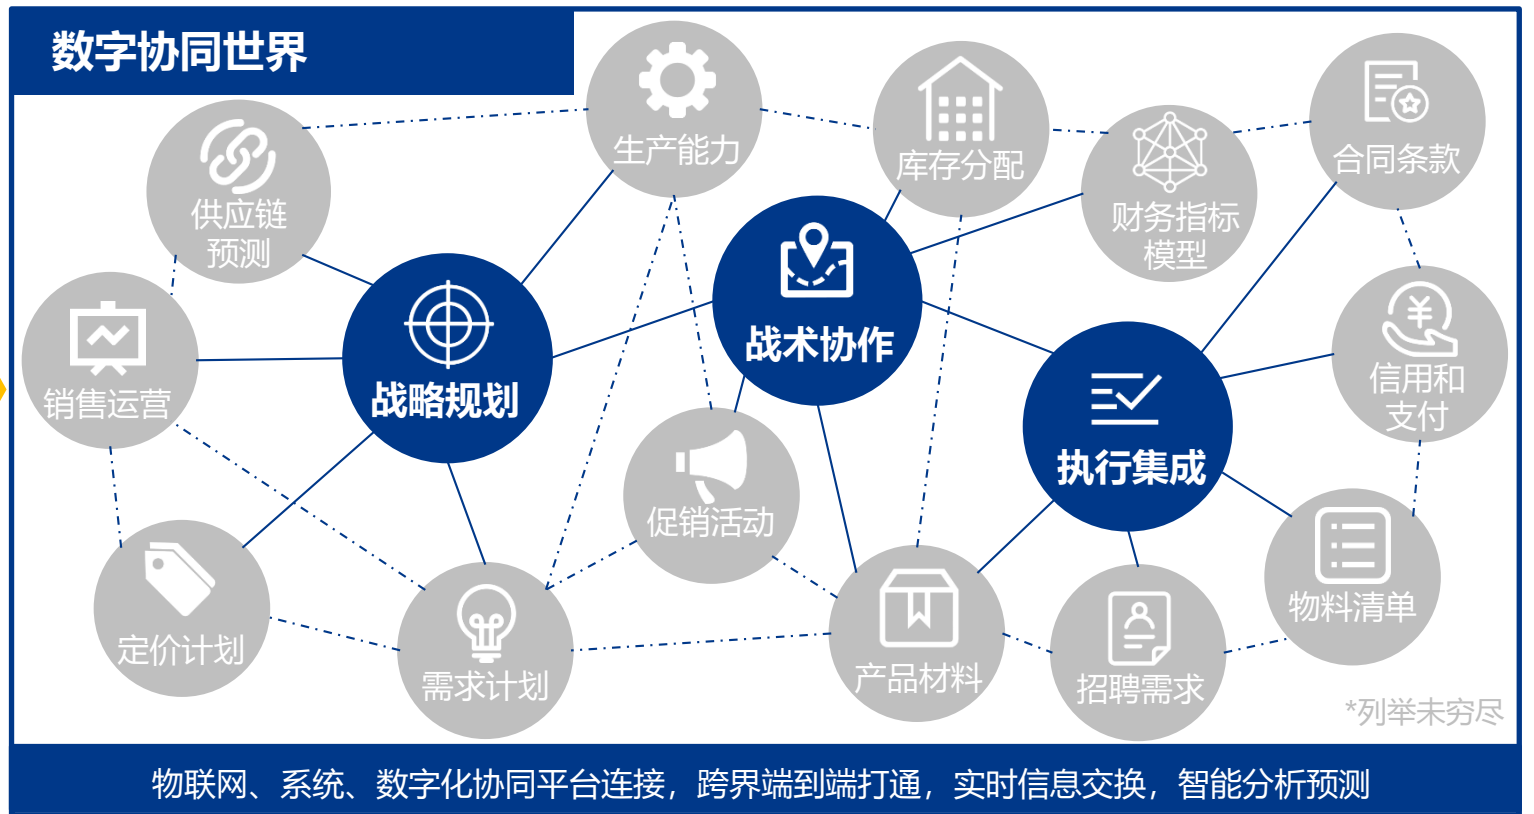 数字协同世界
生产能力
库存分配
合同条款
供应链
预测
财务指标
模型
战术协作
销售运营
战略规划
信用和
支付
执行集成
促销活动
物料清单
定价计划
需求计划
产品材料
招聘需求
*列举未穷尽
物联网、系统、数字化协同平台连接，跨界端到端打通，实时信息交换，智能分析预测